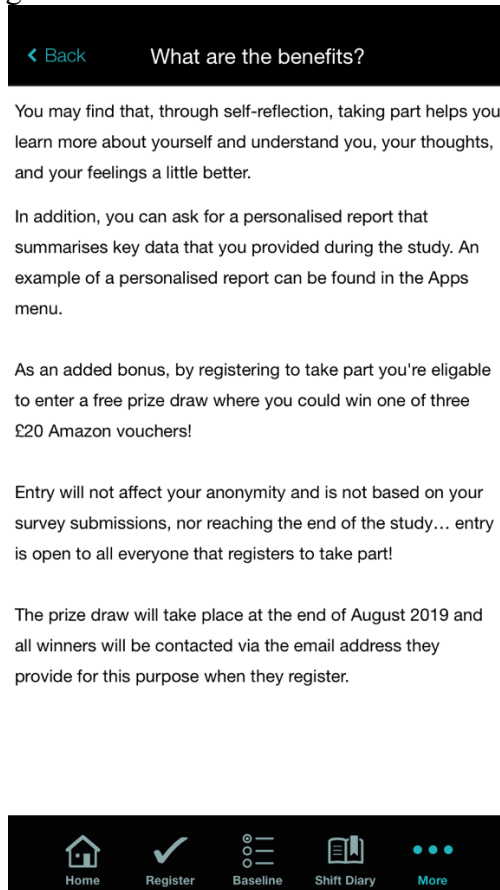 Back
What are the benefits?
You may find that, through self-reflection, taking part helps you
learn more about yourself and understand you, your thoughts,
and your feelings a little better.
In addition, you can ask for a personalised report that
summarises key data that you provided during the study. An
example of a personalised report can be found in the Apps
menu.
As an added bonus, by registering to take part you're eligable
to enter a free prize draw where you could win one of three
£20 Amazon vouchers!
Entry will not affect your anonymity and is not based on your
survey submissions, nor reaching the end of the study… entry
is open to all everyone that registers to take part!
The prize draw will take place at the end of August 2019 and
all winners will be contacted via the email address they
provide for this purpose when they register.
Home Register Baseline Shift Diary More